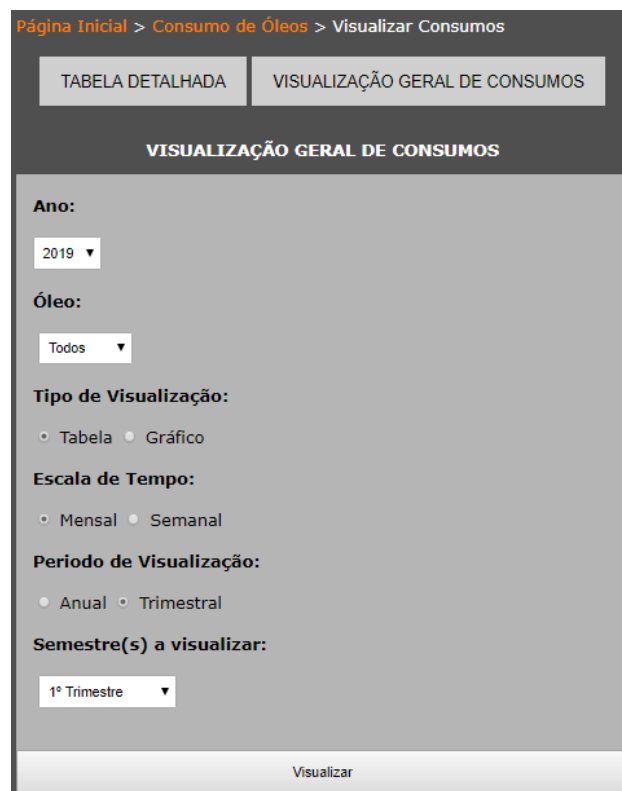 Página Inicial > Consumo de Óleos > Visualizar Consumos
TABELA DETALHADA VISUALIZAÇÃO GERAL DE CONSUMOS
VISUALIZAÇÃO GERAL DE CONSUMOS
Ano:
2019
Óleo:
Todos
Tipo de Visualização:
Tabela Gráfico
Escala de Tempo:
Mensal Semanal
Periodo de Visualização:
Anual Trimestral
Semestre(s) a visualizar:
1º Trimestre
Visualizar